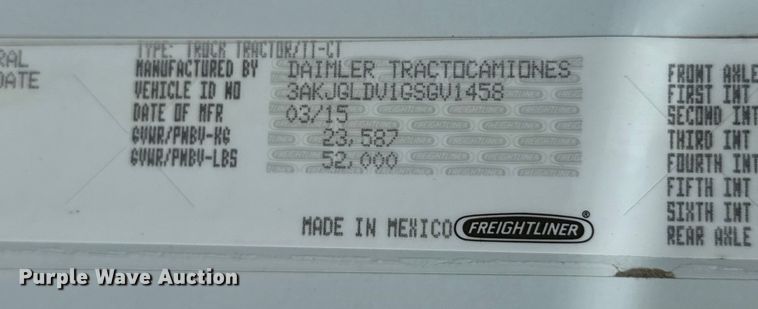 RAL
DATE
TYPE: TRUCK TRACTOR/TT-CT
MANUFACTURED BY DAIMLER TRACTOCAMIONES
VEHICLE ID NO 3AKJGLDV1GSGV1458
DATE OF MFR 03/15
GVWR/PNBV-KG 23,587
GVWR/PNBV-LBS 52,000
MADE IN MEXICO FREIGHTLINER®
FRONT AXLE
FIRST INT
SECOND INT
THIRD INT
FOURTH INT
FIFTH INT
SIXTH INT
REAR AXLE
Purple Wave Auction